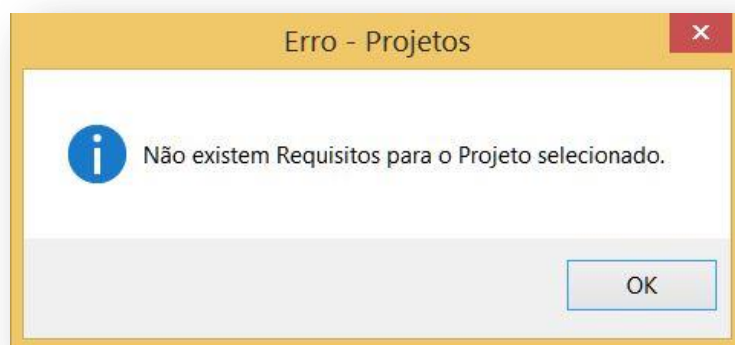 Erro - Projetos
Não existem Requisitos para o Projeto selecionado.
OK